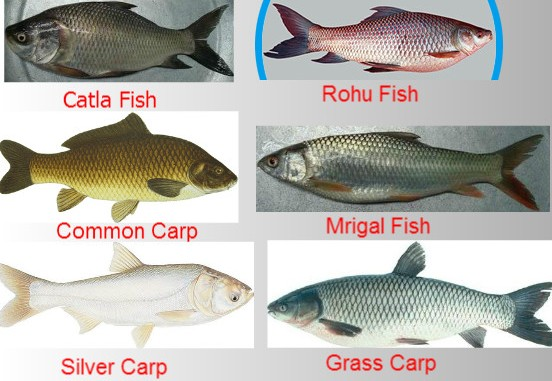 Catla Fish
Rohu Fish
Common Carp
Mrigal Fish
Silver Carp
Grass Carp